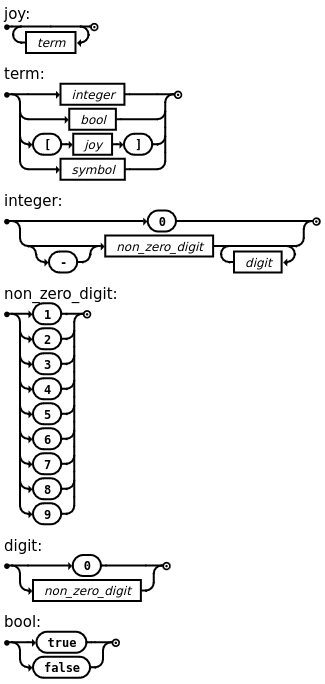 joy:
term
term:
integer
bool
[ joy ]
symbol
integer:
0
- non_zero_digit digit
non_zero_digit:
1
2
3
4
5
6
7
8
9
digit:
0
non_zero_digit
bool:
true
false